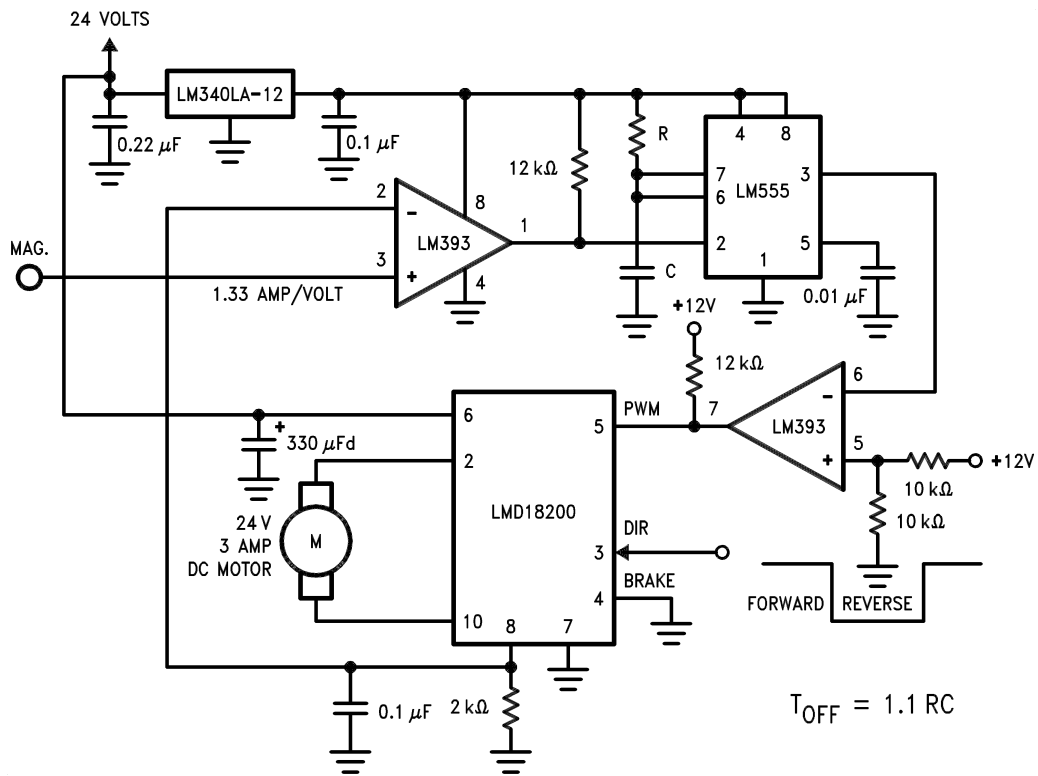 24 VOLTS
LM340LA-12
0.22 μF
0.1 μF
12 kΩ
R
4
8
7
6
2
LM555
3
5
1
C
0.01 μF
MAG.
2
3
-
+
LM393
8
1
4
1.33 AMP/VOLT
+12V
12 kΩ
6
5
-
+
LM393
7
+12V
10 kΩ
10 kΩ
PWM
6
5
+
330 μFd
2
LMD18200
24 V
3 AMP
DC MOTOR
M
DIR
3
BRAKE
4
10
8
7
FORWARD
REVERSE
0.1 μF
2 kΩ
TOFF = 1.1 RC